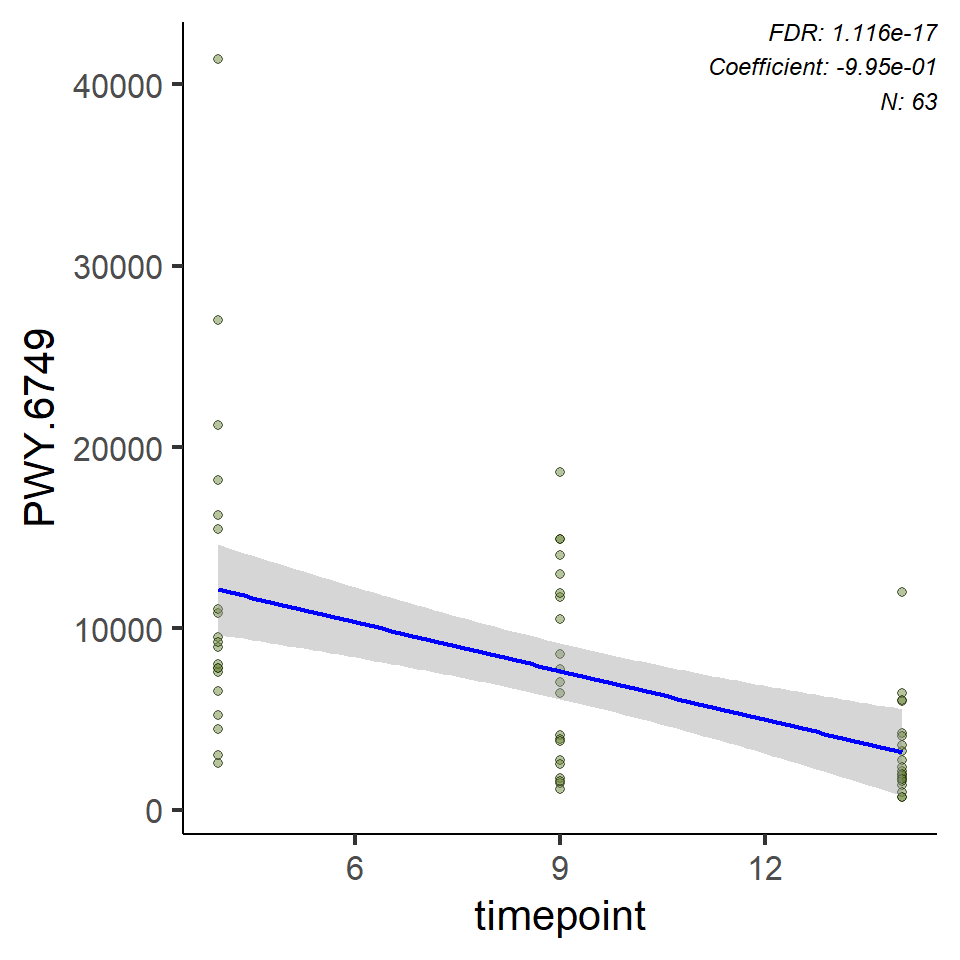 FDR: 1.116e-17
Coefficient: -9.95e-01
N: 63
PWY.6749
40000
30000
20000
10000
0
6
9
12
timepoint